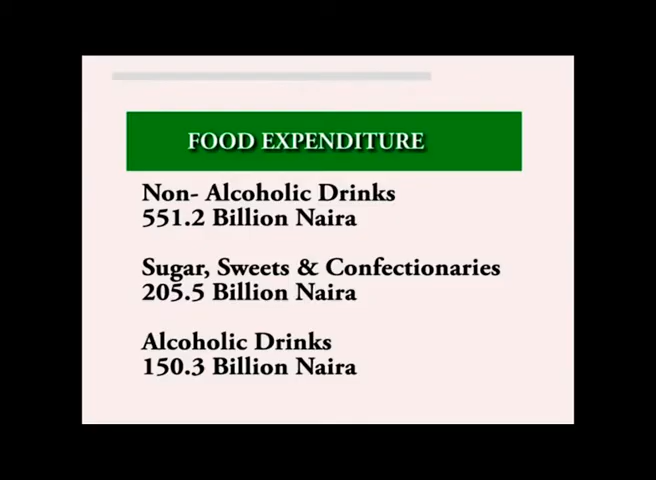 FOOD EXPENDITURE
Non- Alcoholic Drinks
551.2 Billion Naira
Sugar, Sweets & Confectionaries
205.5 Billion Naira
Alcoholic Drinks
150.3 Billion Naira